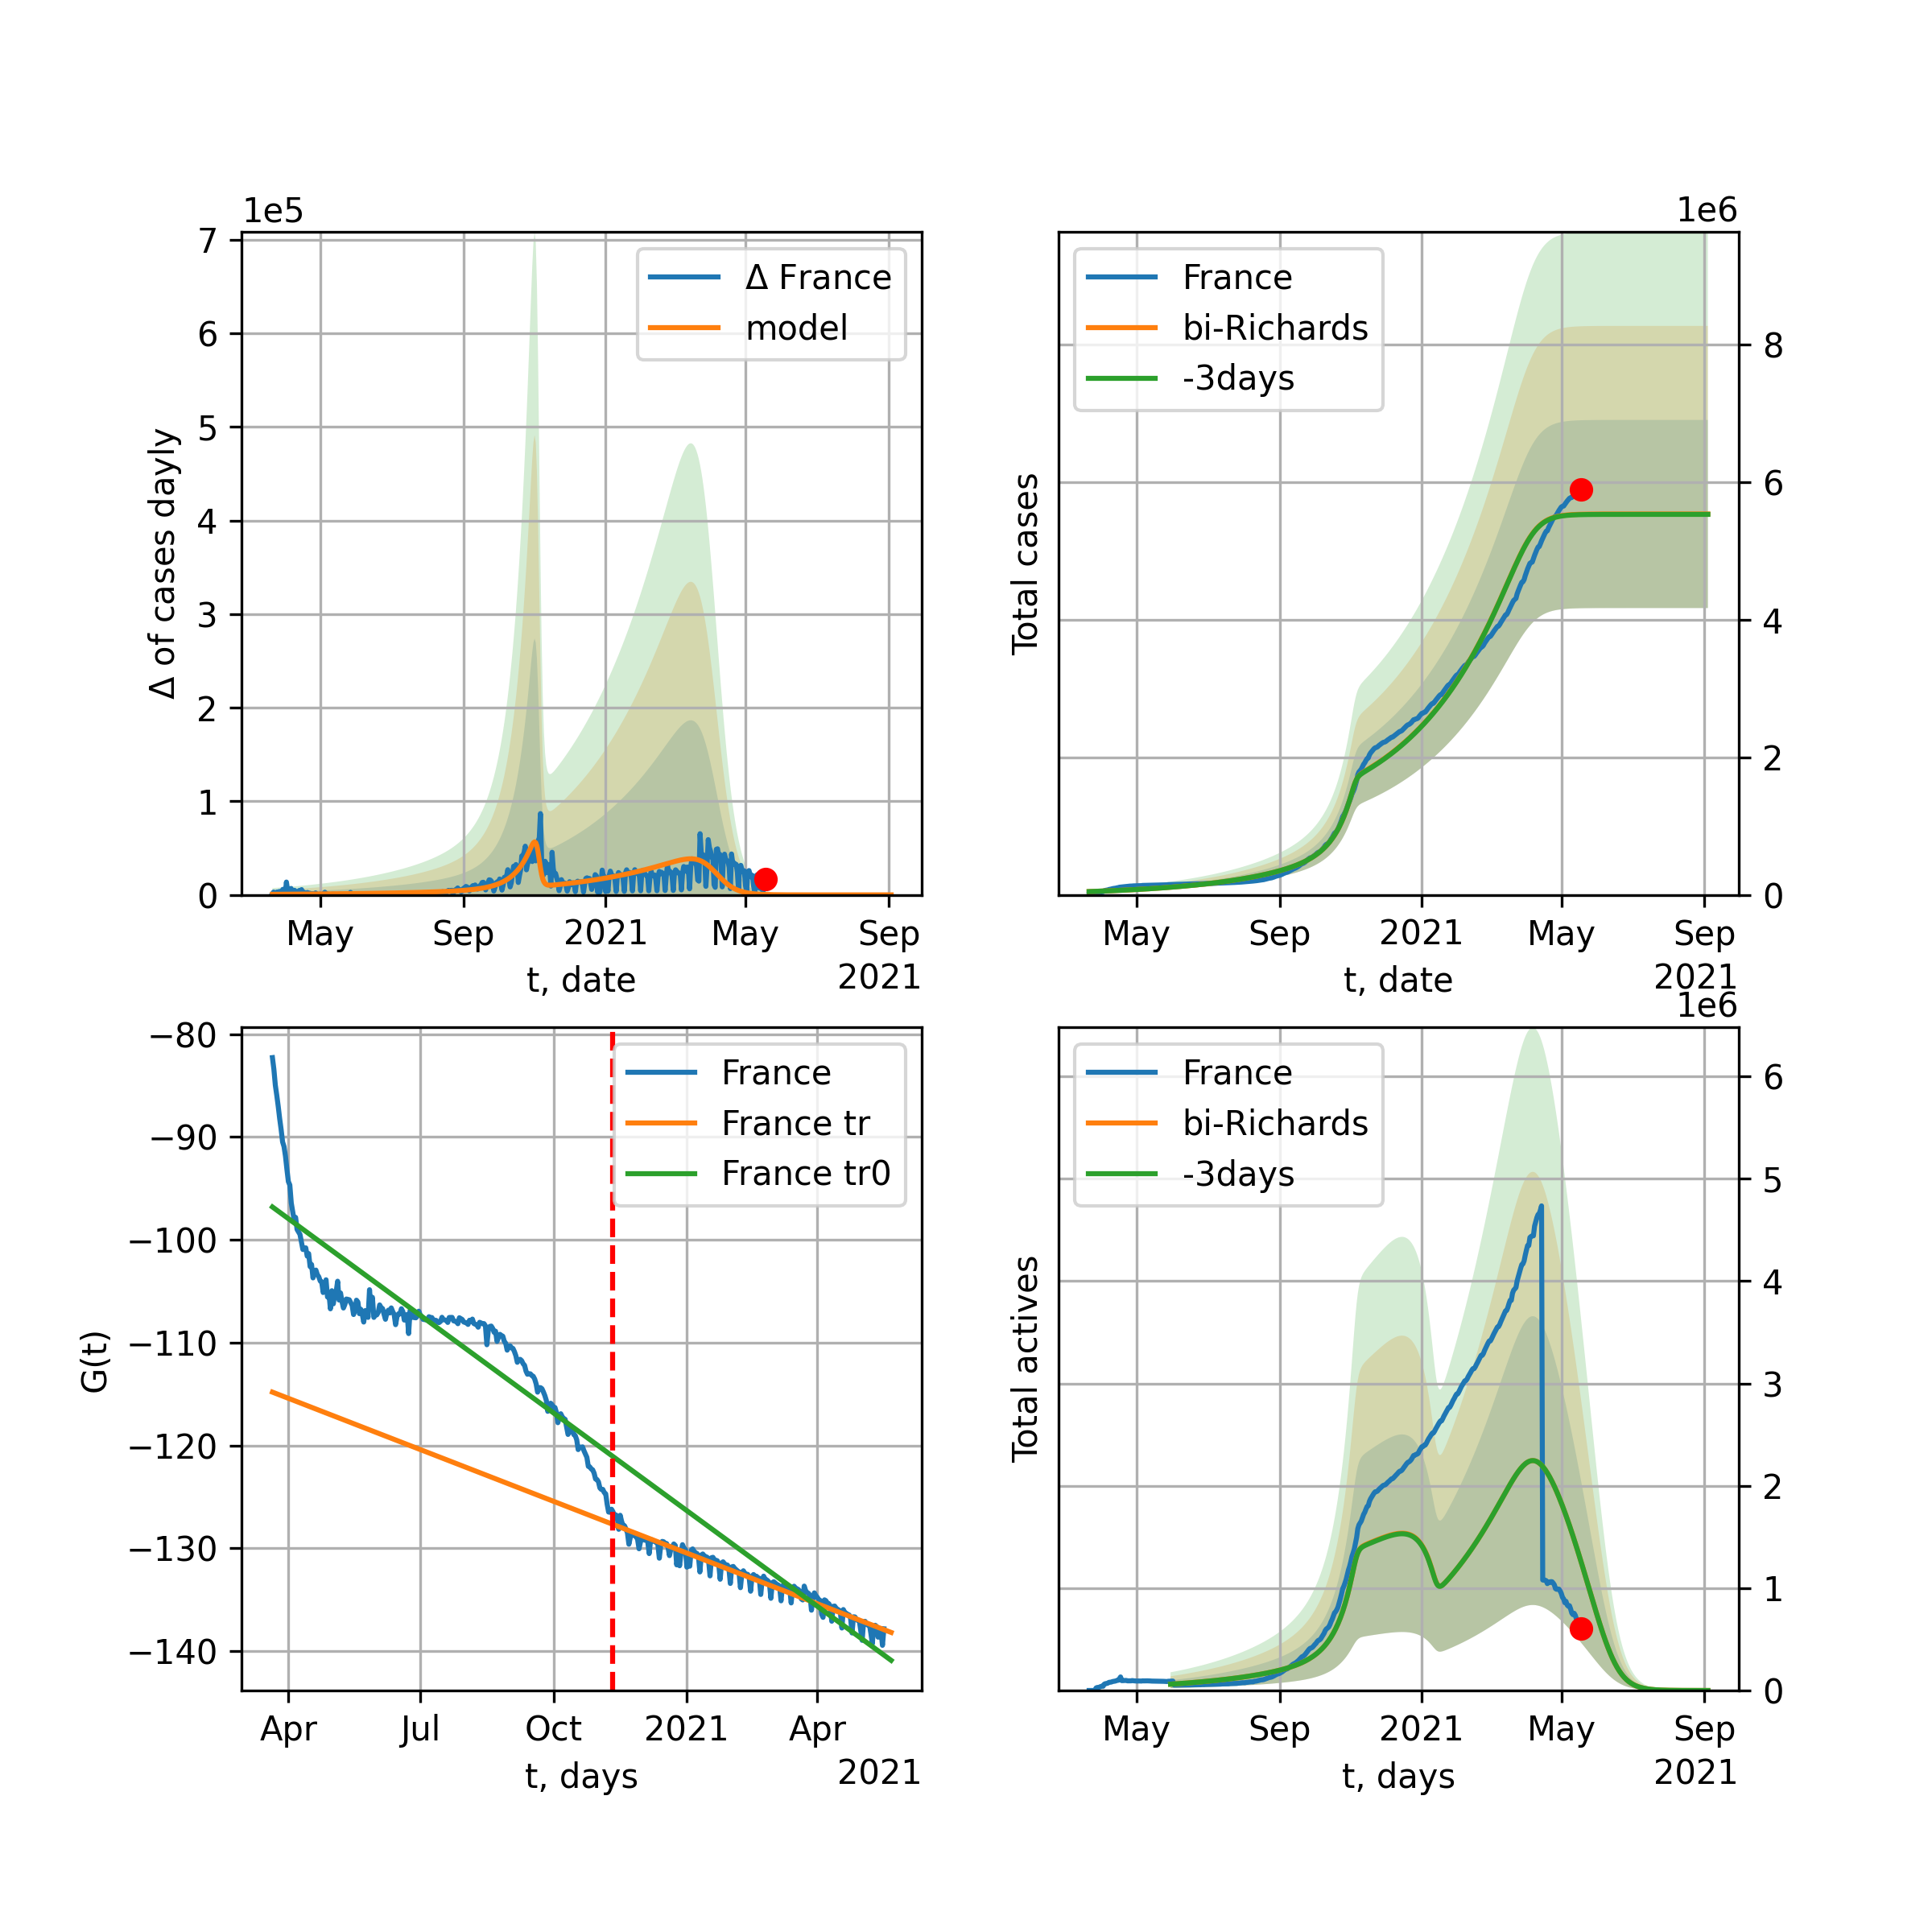 1e5
7
6
5
4
3
2
1
0
Δ of cases dayly
Δ France
model
May Sep 2021 May Sep
t, date
2021
1e6
France
bi-Richards
-3days
Total cases
8
6
4
2
0
May Sep 2021 May Sep
t, date
2021
−80
−90
−100
−110
−120
−130
−140
G(t)
France
France tr
France tr0
Apr Jul Oct 2021 Apr
t, days
2021
1e6
France
bi-Richards
-3days
Total actives
6
5
4
3
2
1
0
May Sep 2021 May Sep
t, days
2021